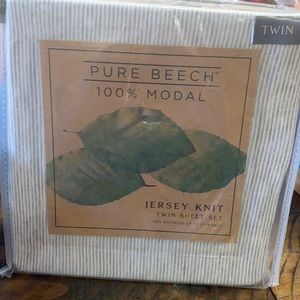 TWIN
PURE BEECH
100% MODAL
JERSEY KNIT
TWIN SHEET SET